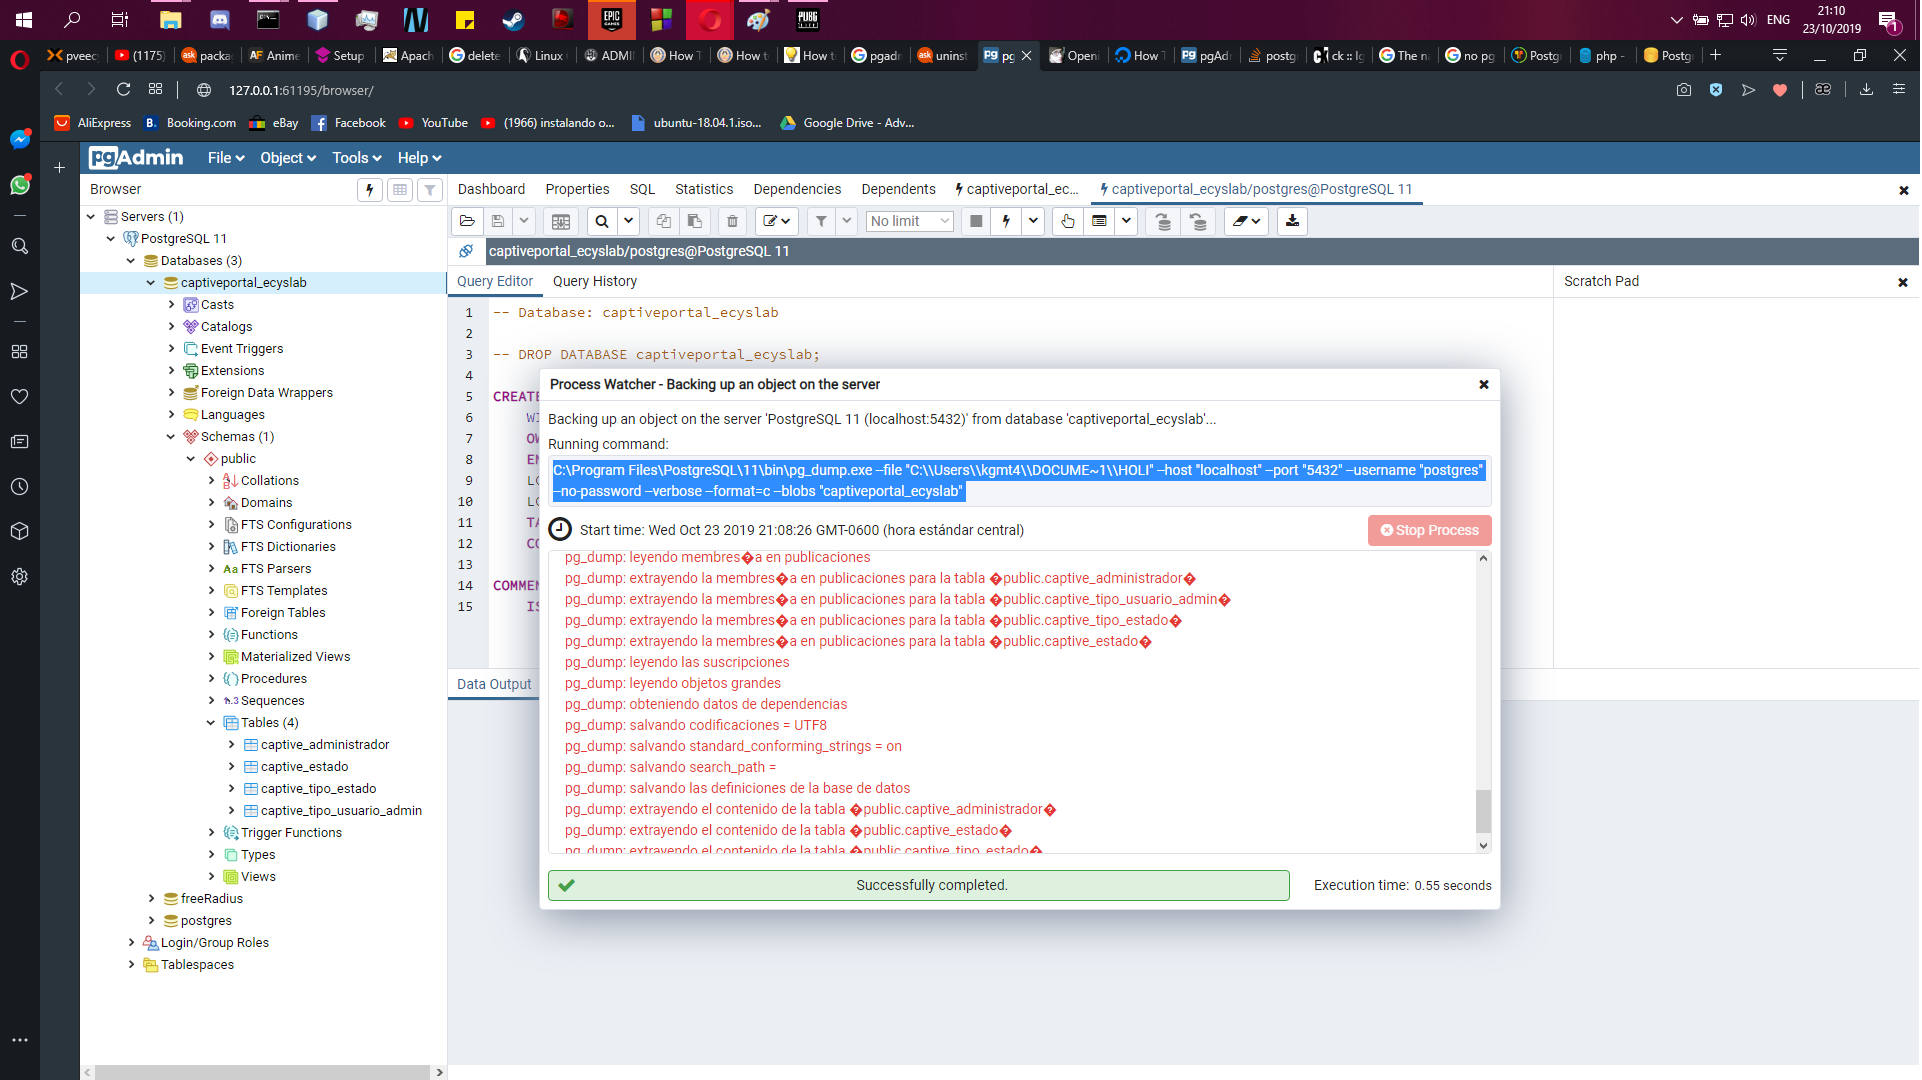 21:10
ENG
23/10/2019
1
pveec
(1175)
packa
Anime
Setup
Apach
delete
Linux
ADMI
How T
How t
How t
pgadn
uninst
pg
Openi
How T
pgAd
postg
ck :: Ig
The n
no pg
Postg
php -
Postgr
127.0.0.1:61195/browser/
AliExpress
Booking.com
eBay
Facebook
YouTube
(1966) instalando o...
ubuntu-18.04.1.iso...
Google Drive - Adv...
pgAdmin
File
Object
Tools
Help
Browser
Dashboard
Properties
SQL
Statistics
Dependencies
Dependents
captiveportal_ec...
captiveportal_ecyslab/postgres@PostgreSQL 11
No limit
captiveportal_ecyslab/postgres@PostgreSQL 11
Query Editor
Query History
Scratch Pad
Servers (1)
PostgreSQL 11
Databases (3)
captiveportal_ecyslab
Casts
Catalogs
Event Triggers
Extensions
Foreign Data Wrappers
Languages
Schemas (1)
public
Collations
Domains
FTS Configurations
FTS Dictionaries
FTS Parsers
FTS Templates
Foreign Tables
Functions
Materialized Views
Procedures
Sequences
Tables (4)
captive_administrador
captive_estado
captive_tipo_estado
captive_tipo_usuario_admin
Trigger Functions
Types
Views
freeRadius
postgres
Login/Group Roles
Tablespaces
1 -- Database: captiveportal_ecyslab
2
3 -- DROP DATABASE captiveportal_ecyslab;
4
5 CREATE
6 WI
7 OW
8 EN
9 LC
10 LC
11 TA
12 CO
13
14 COMMEN
15 IS
Data Output
Process Watcher - Backing up an object on the server
Backing up an object on the server 'PostgreSQL 11 (localhost:5432)' from database 'captiveportal_ecyslab'...
Running command:
C:\Program Files\PostgreSQL\11\bin\pg_dump.exe --file "C:\\Users\\kgmt4\\DOCUME~1\\HOLI" --host "localhost" --port "5432" --username "postgres"
--no-password --verbose --format=c --blobs "captiveportal_ecyslab"
Start time: Wed Oct 23 2019 21:08:26 GMT-0600 (hora estándar central)
Stop Process
pg_dump: leyendo membres�a en publicaciones
pg_dump: extrayendo la membres�a en publicaciones para la tabla �public.captive_administrador�
pg_dump: extrayendo la membres�a en publicaciones para la tabla �public.captive_tipo_usuario_admin�
pg_dump: extrayendo la membres�a en publicaciones para la tabla �public.captive_tipo_estado�
pg_dump: extrayendo la membres�a en publicaciones para la tabla �public.captive_estado�
pg_dump: leyendo las suscripciones
pg_dump: leyendo objetos grandes
pg_dump: obteniendo datos de dependencias
pg_dump: salvando codificaciones = UTF8
pg_dump: salvando standard_conforming_strings = on
pg_dump: salvando search_path =
pg_dump: salvando las definiciones de la base de datos
pg_dump: extrayendo el contenido de la tabla �public.captive_administrador�
pg_dump: extrayendo el contenido de la tabla �public.captive_estado�
pg_dump: extrayendo el contenido de la tabla �public.captive_tipo_estado�
Successfully completed.
Execution time: 0.55 seconds